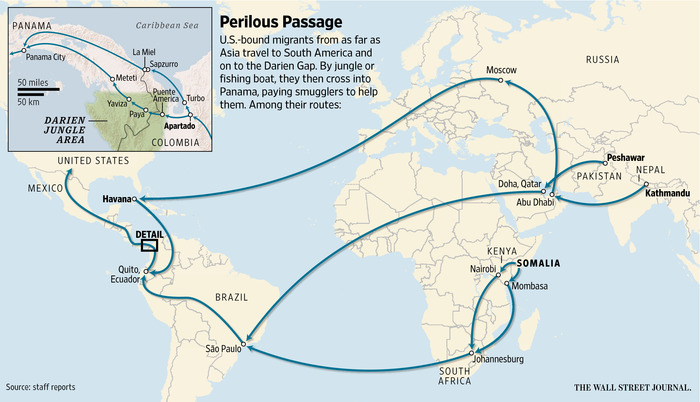 Perilous Passage
U.S.-bound migrants from as far as
Asia travel to South America and
on to the Darien Gap. By jungle or
fishing boat, they then cross into
Panama, paying smugglers to help
them. Among their routes:
PANAMA
Caribbean Sea
Panama City
La Miel
Sapzurro
50 miles
50 km
Meteti
Puente
America
Turbo
Yaviza
Paya
Apartado
DARIEN
JUNGLE
AREA
COLOMBIA
RUSSIA
Moscow
UNITED STATES
MEXICO
Havana
Peshawar
PAKISTAN
NEPAL
Kathmandu
Doha, Qatar
Abu Dhabi
DETAIL
Quito,
Ecuador
BRAZIL
São Paulo
KENYA
SOMALIA
Nairobi
Mombasa
Johannesburg
SOUTH
AFRICA
Source: staff reports
THE WALL STREET JOURNAL.